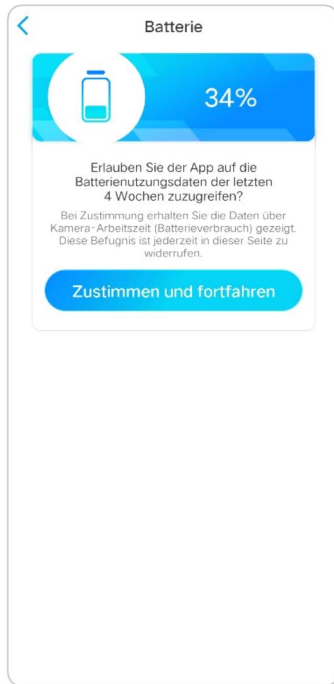 Batterie
34%
Erlauben Sie der App auf die
Batterienutzungsdaten der letzten
4 Wochen zuzugreifen?
Bei Zustimmung erhalten Sie die Daten über
Kamera-Arbeitszeit (Batterieverbrauch) gezeigt.
Diese Befugnis ist jederzeit in dieser Seite zu
widerrufen.
Zustimmen und fortfahren